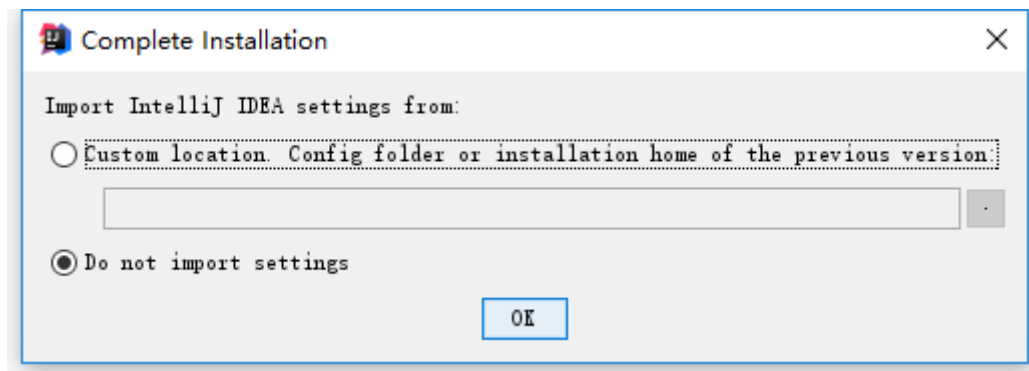 Complete Installation
Import IntelliJ IDEA settings from:
Custom location. Config folder or installation home of the previous version:
Do not import settings
OK